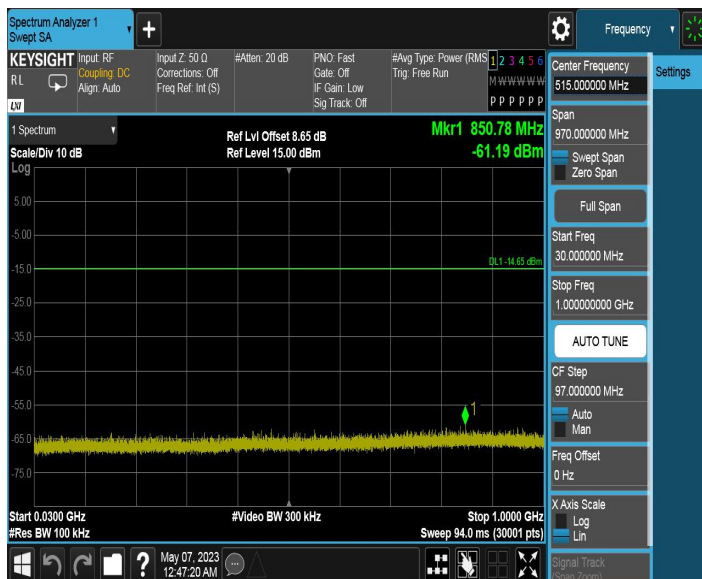 Spectrum Analyzer 1
Swept SA
+
Frequency
KEYSIGHT
RL
LXI
Input: RF
Coupling: DC
Align: Auto
Input Z: 50 Ω
Corrections: Off
Freq Ref: Int (S)
#Atten: 20 dB
PNO: Fast
Gate: Off
IF Gain: Low
Sig Track: Off
#Avg Type: Power (RMS
Trig: Free Run
1 2 3 4 5 6
M W W W W W
P P P P P P
Center Frequency
515.000000 MHz
Settings
Span
970.000000 MHz
Swept Span
Zero Span
Full Span
Start Freq
30.000000 MHz
Stop Freq
1.000000000 GHz
AUTO TUNE
CF Step
97.000000 MHz
Auto
Man
Freq Offset
0 Hz
X Axis Scale
Log
Lin
Signal Track
(Span Zoom)
1 Spectrum
Scale/Div 10 dB
Log
Ref Lvl Offset 8.65 dB
Ref Level 15.00 dBm
Mkr1 850.78 MHz
-61.19 dBm
5.00
-5.00
-15.0
DL1 -14.65 dBm
-25.0
-35.0
-45.0
-55.0
1
-65.0
-75.0
Start 0.0300 GHz
#Video BW 300 kHz
Stop 1.0000 GHz
#Res BW 100 kHz
Sweep 94.0 ms (30001 pts)
?
May 07, 2023
12:47:20 AM